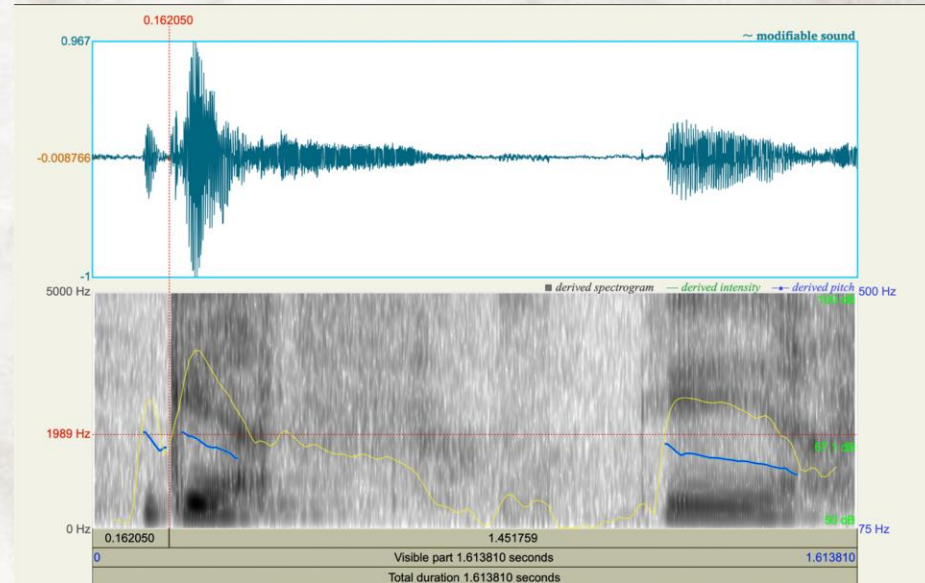 0.162050
0.967
~ modifiable sound
-0.008766
-1
5000 Hz
derived spectrogram
derived intensity
derived pitch
500 Hz
100 dB
1989 Hz
57.1 dB
50 dB
0 Hz
75 Hz
0.162050 1.451759
0 Visible part 1.613810 seconds 1.613810
Total duration 1.613810 seconds